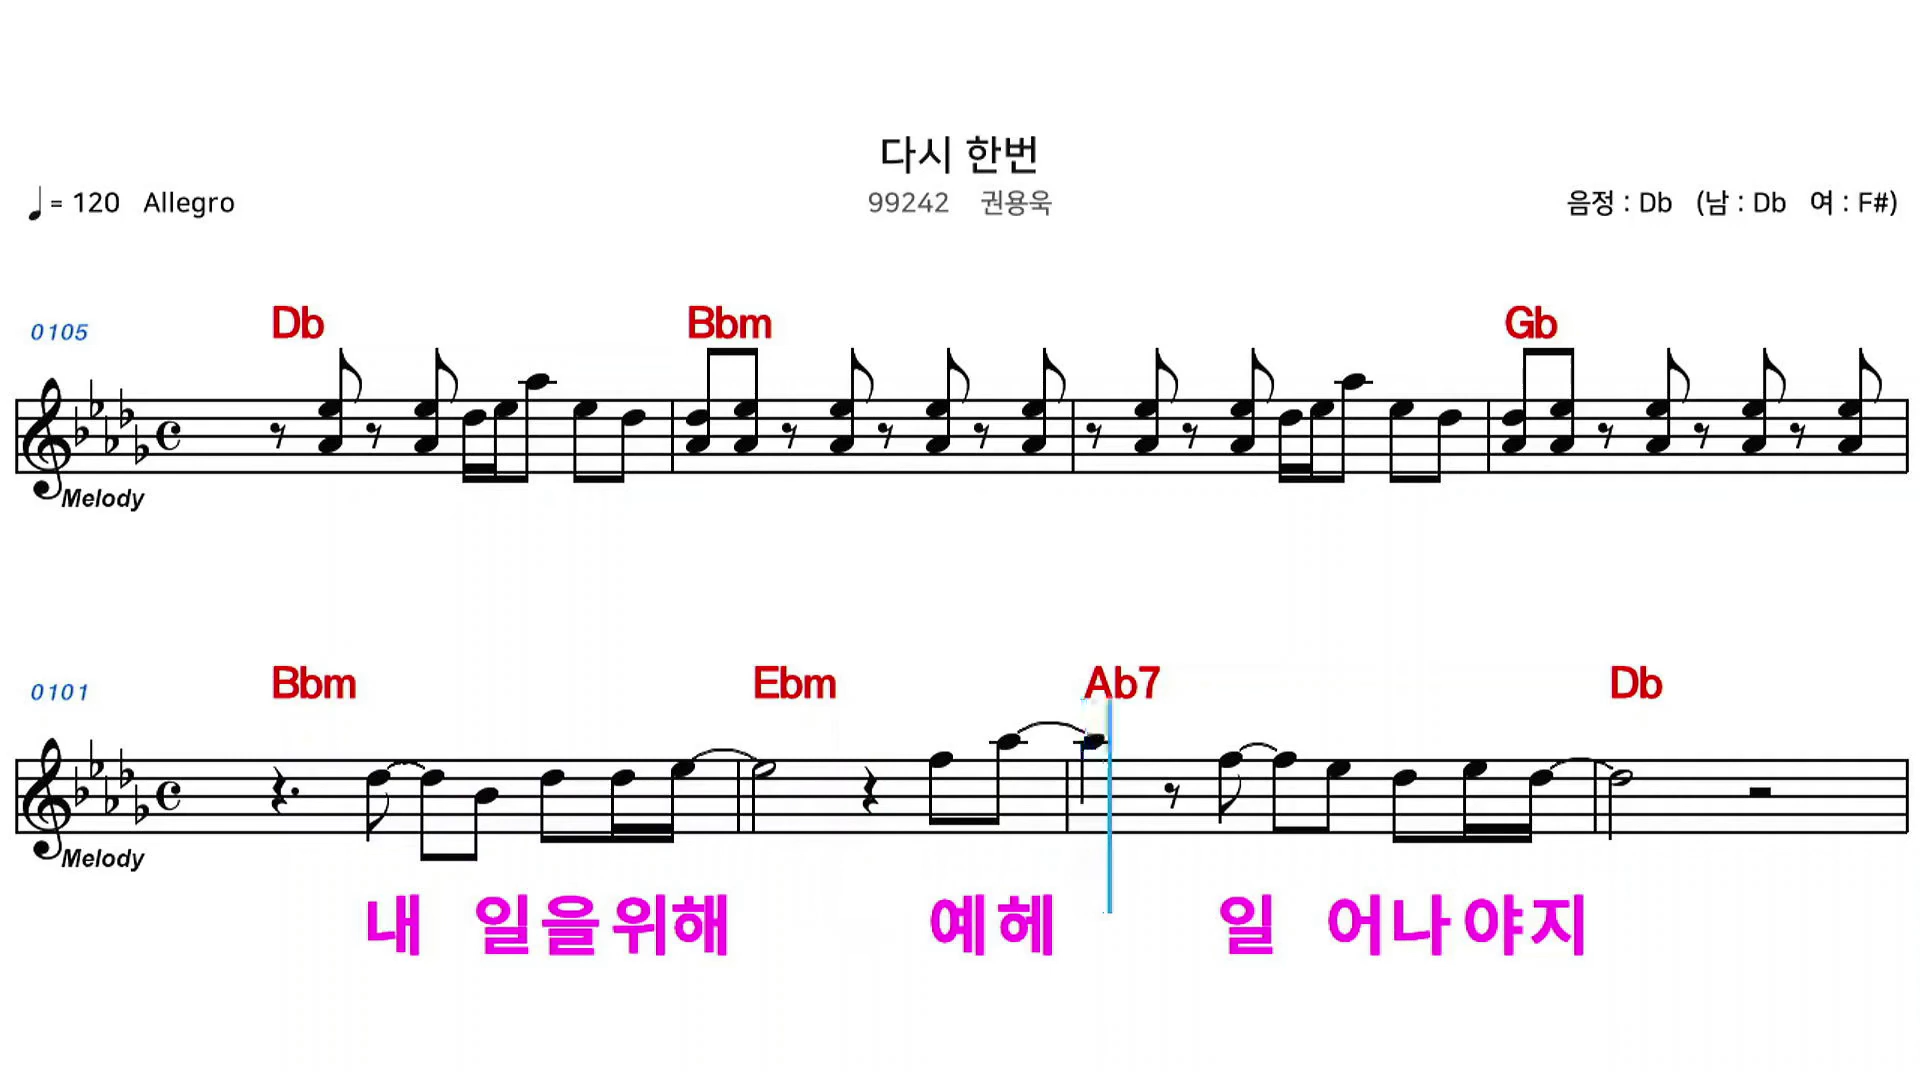 다시 한번
= 120 Allegro
99242 권용욱
음정 : Db (남 : Db 여 : F#)
Db Bbm Gb
0105
Melody
Bbm Ebm Ab7 Db
0101
Melody
내 일을위해 예헤 일 어나야지